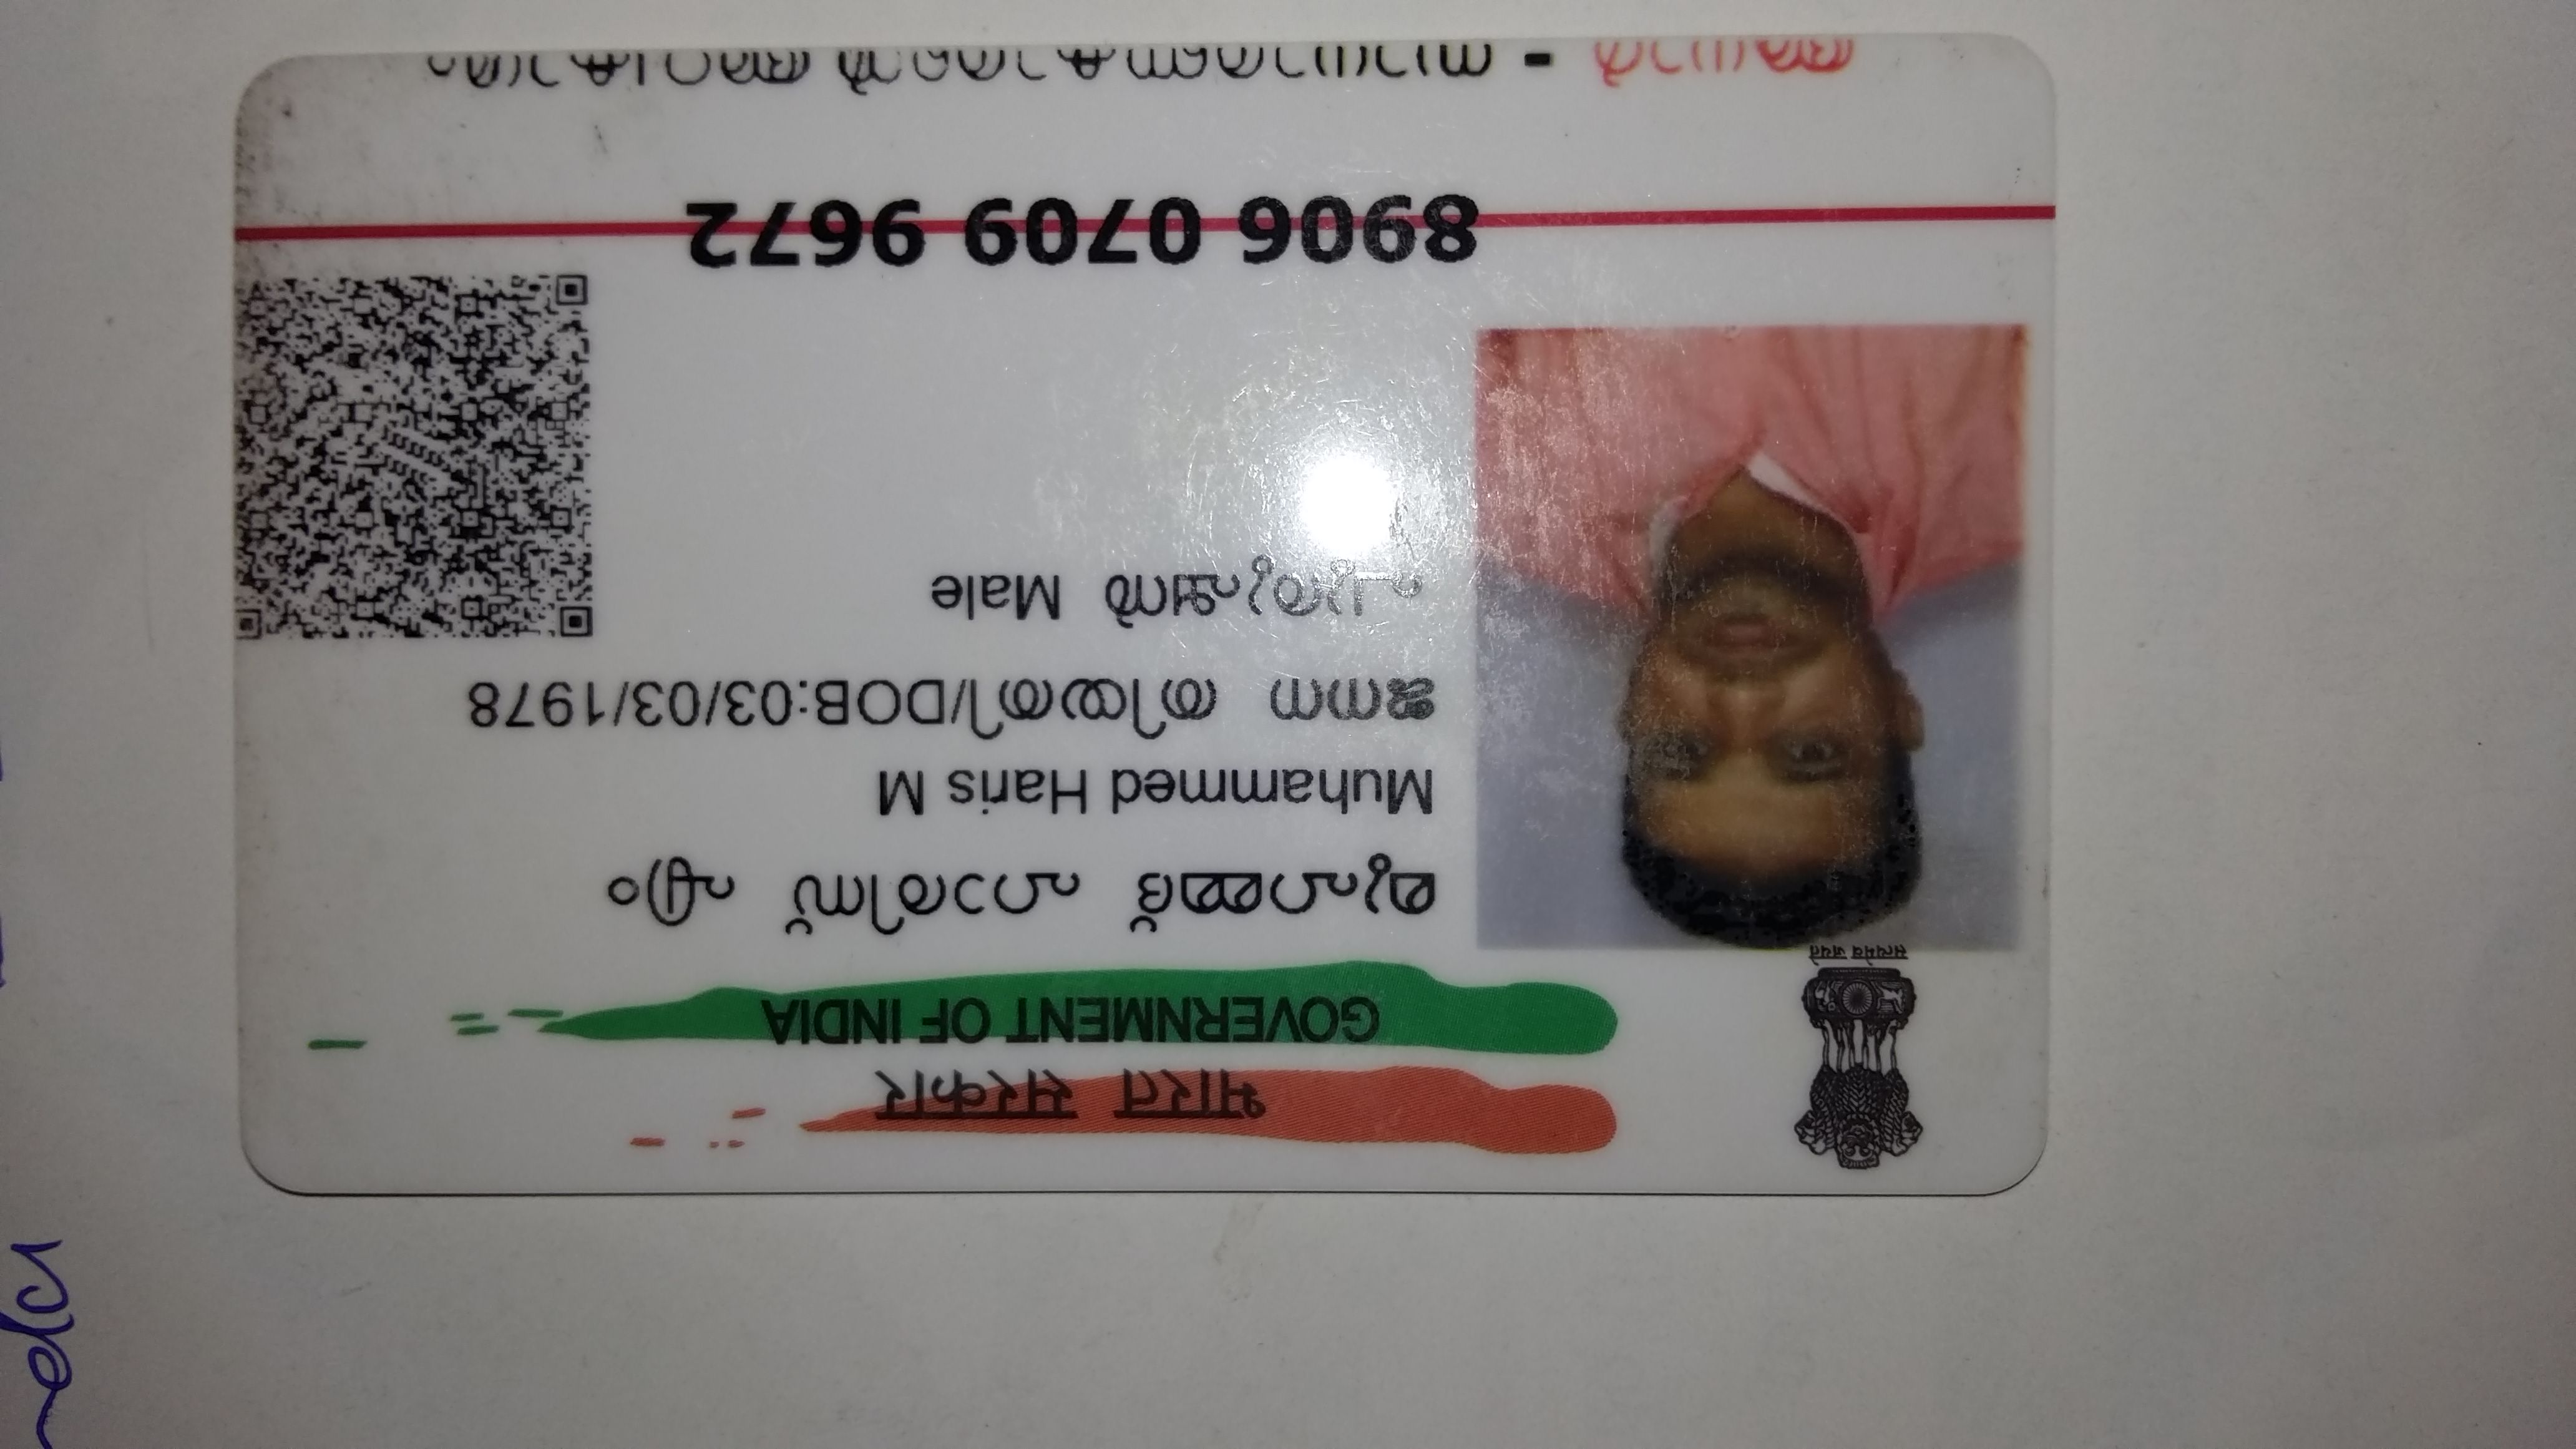 भारत सरकार
GOVERNMENT OF INDIA
सत्यमेव जयते
മുഹമ്മദ് ഹാരിസ് എം
Muhammed Haris M
ജനന തിയതി/DOB:03/03/1978
പുരുഷൻ Male
8906 0709 9672
ആധാർ - സാധാരണക്കാരന്റെ അവകാശം